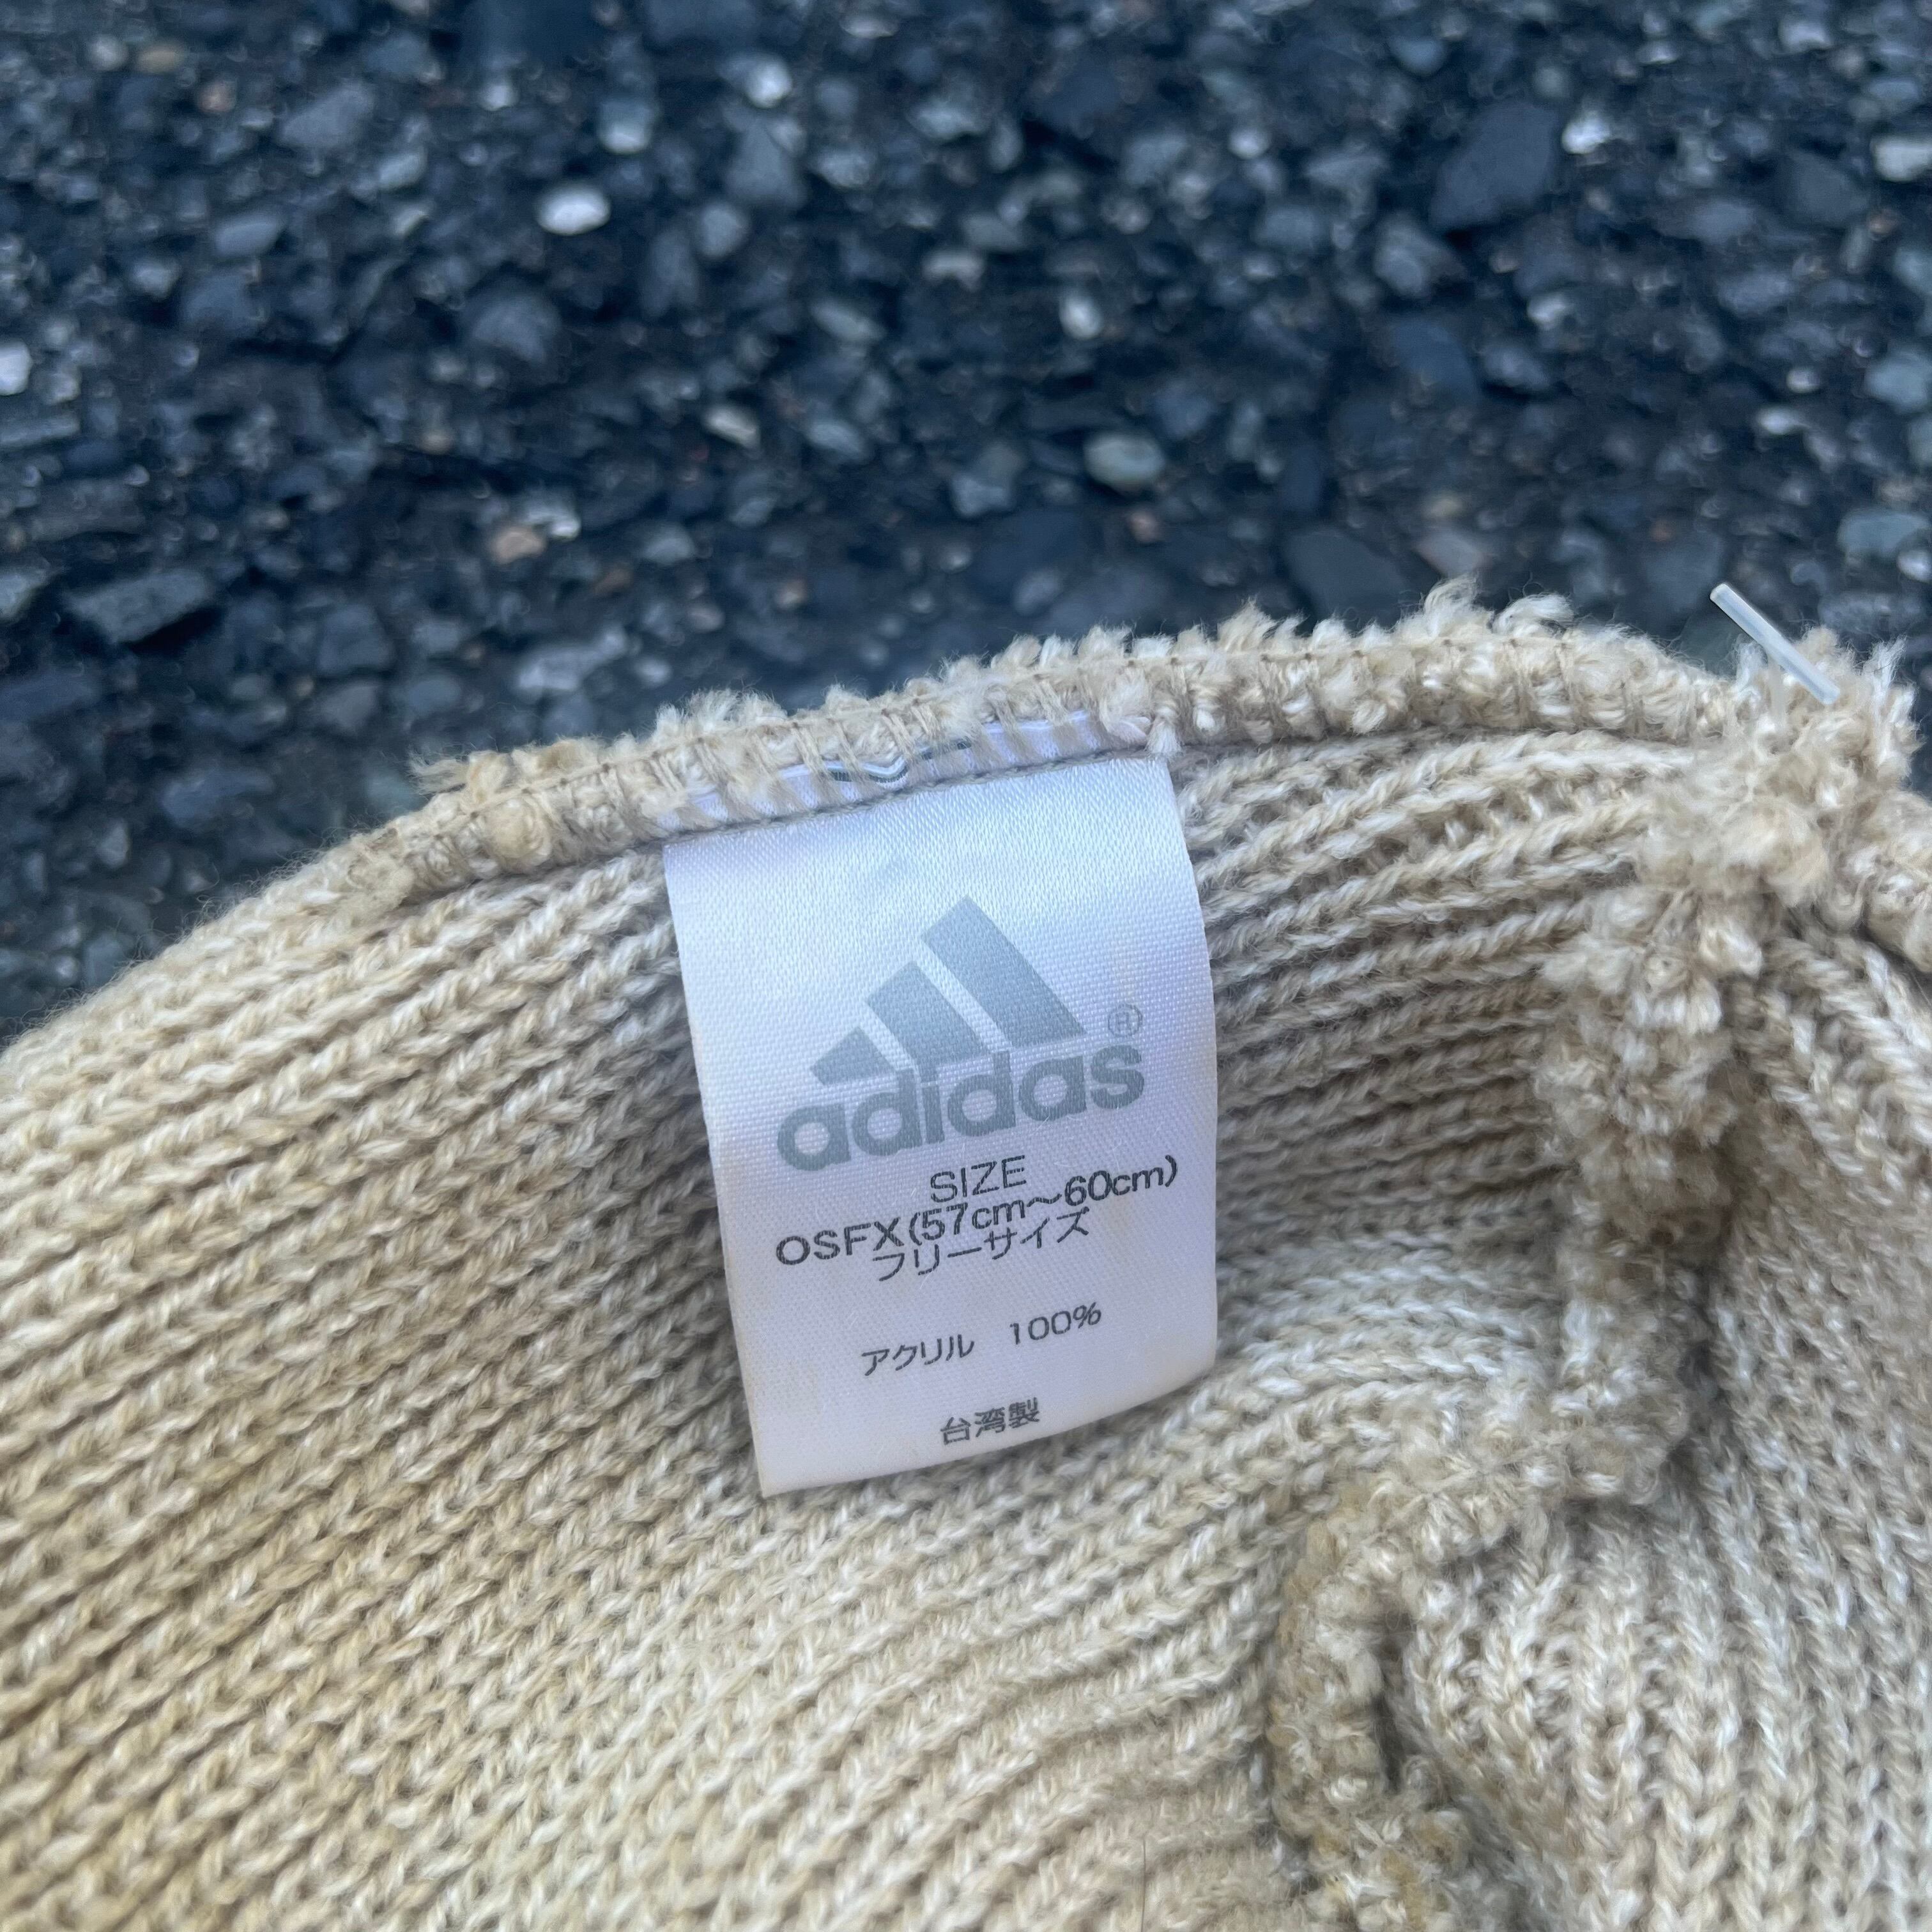 adidas®
SIZE
OSFX(57cm～60cm)
フリーサイズ
アクリル 100%
台湾製